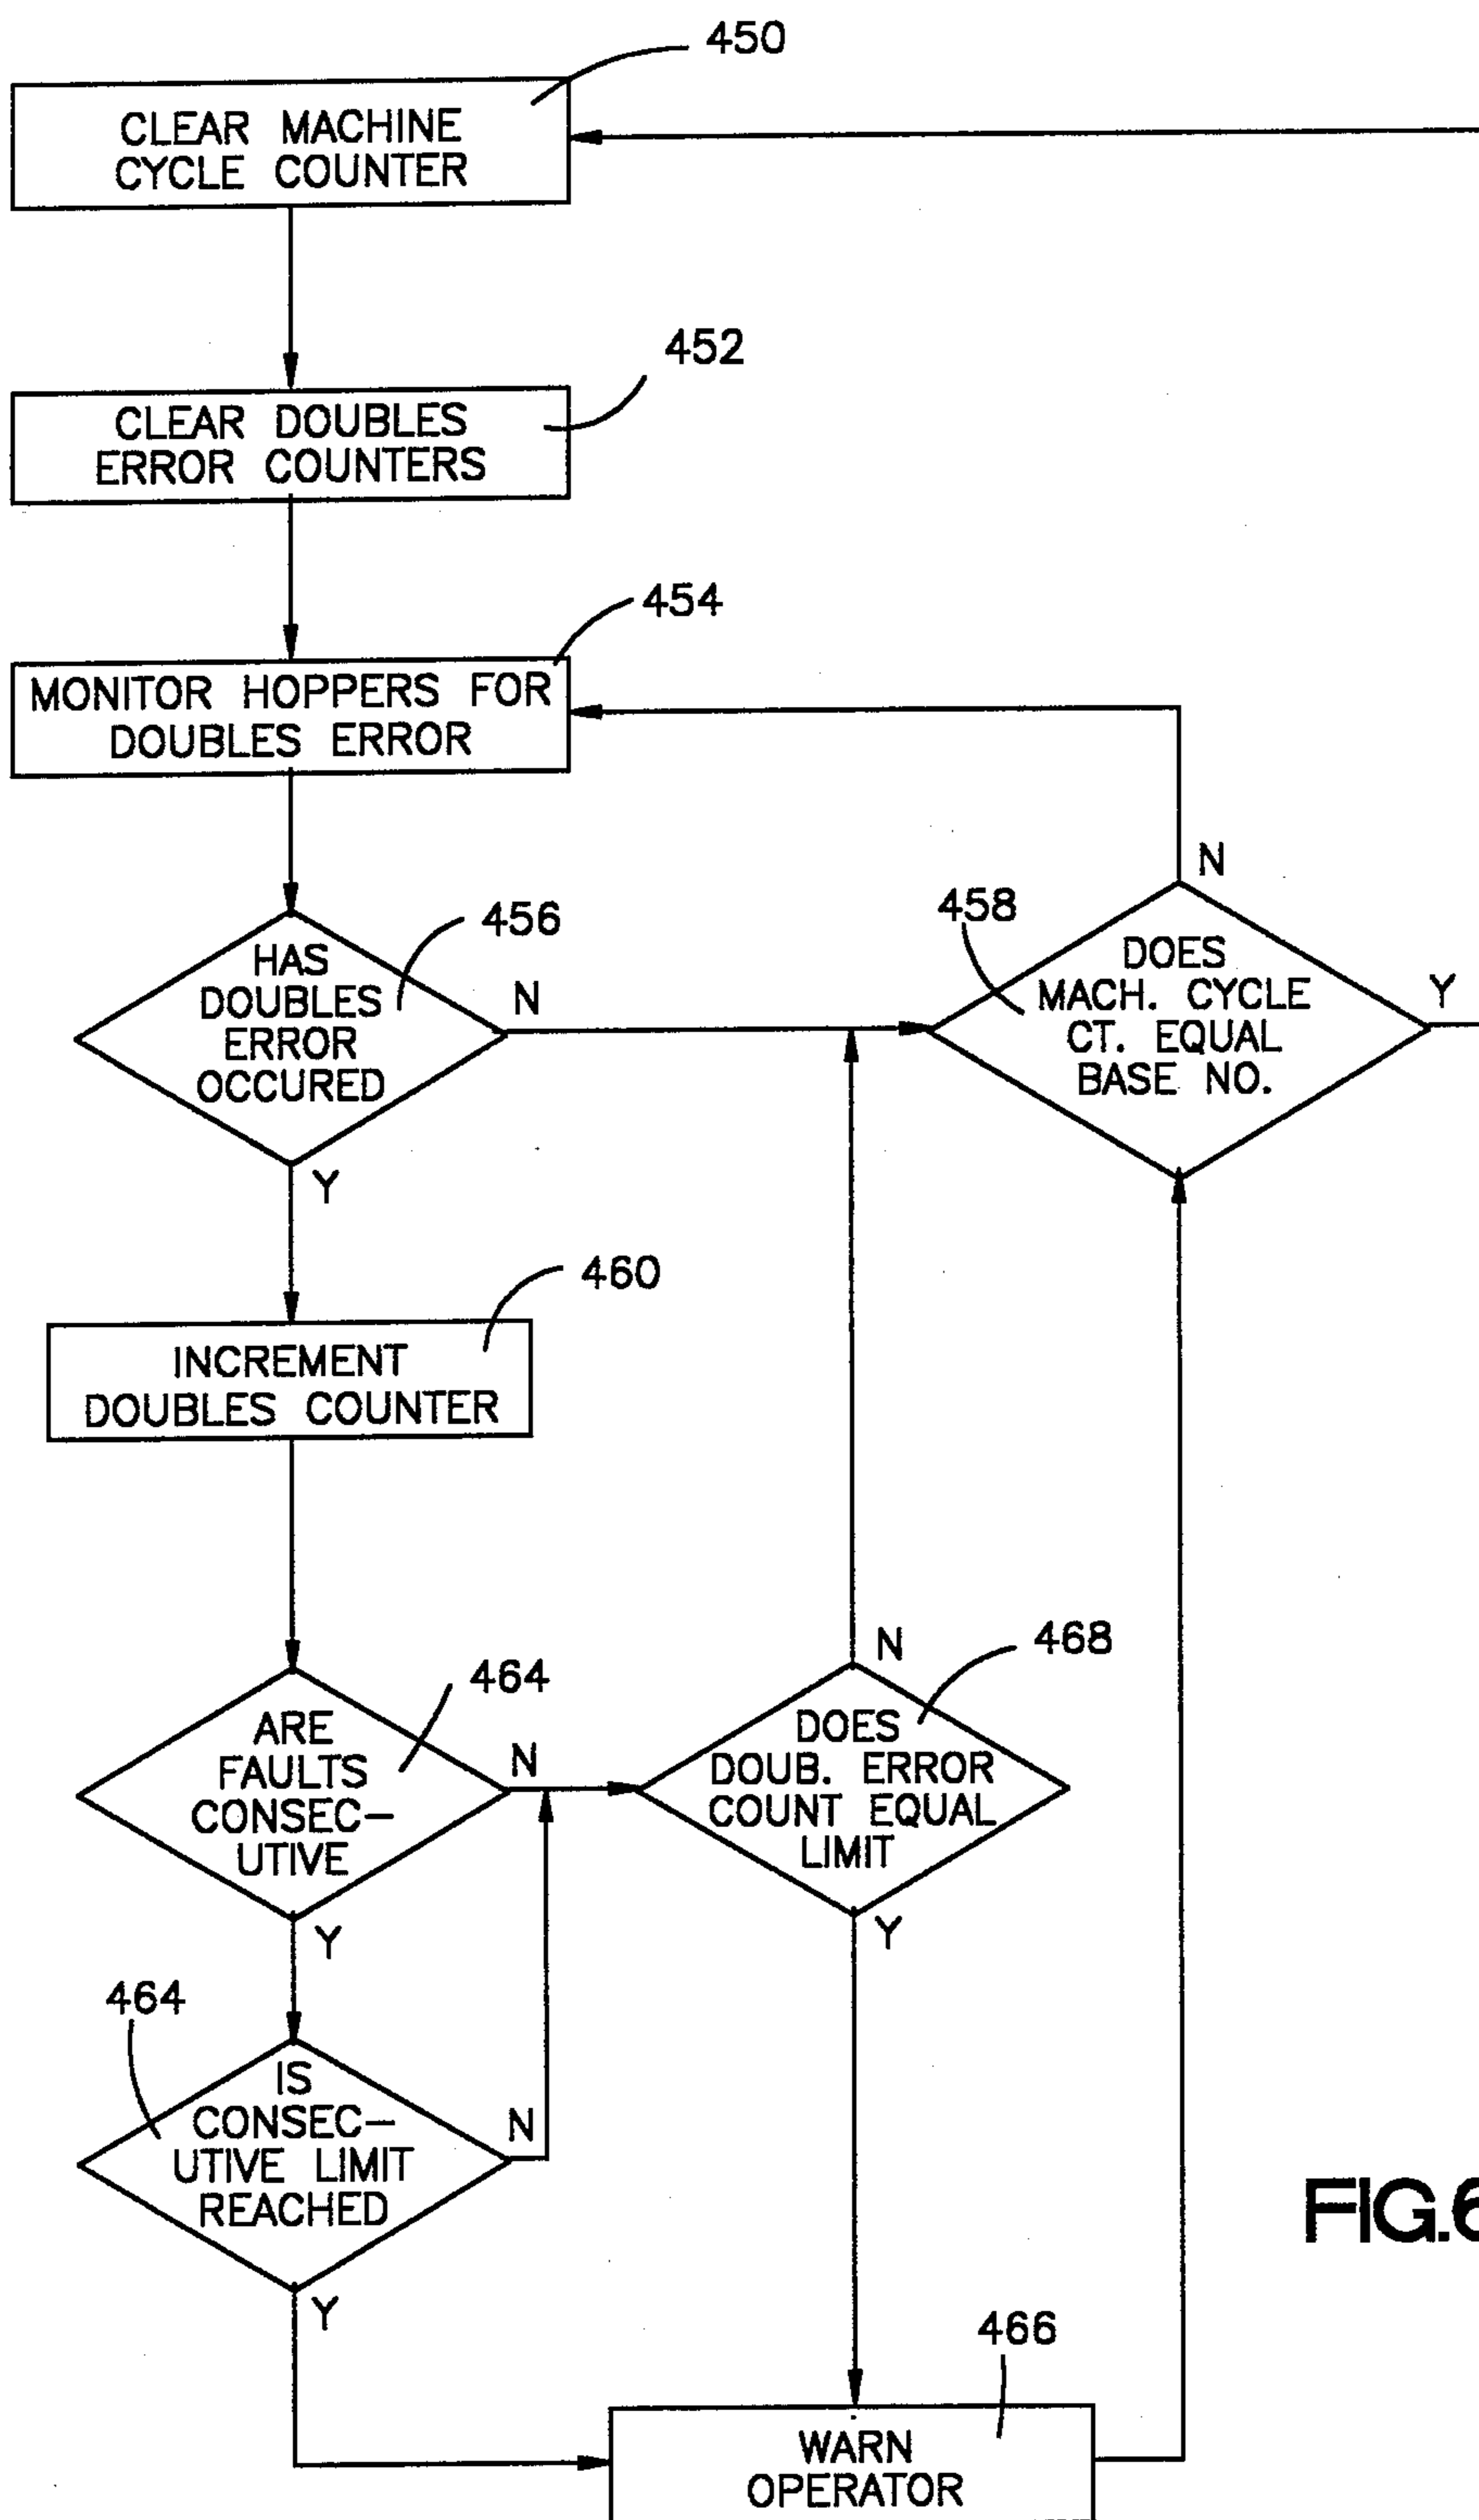 450
CLEAR MACHINE
CYCLE COUNTER
452
CLEAR DOUBLES
ERROR COUNTERS
454
MONITOR HOPPERS FOR
DOUBLES ERROR
456
HAS
DOUBLES
ERROR
OCCURED
N
Y
458
DOES
MACH. CYCLE
CT. EQUAL
BASE NO.
N
Y
460
INCREMENT
DOUBLES COUNTER
464
ARE
FAULTS
CONSEC-
UTIVE
N
Y
468
DOES
DOUB. ERROR
COUNT EQUAL
LIMIT
N
Y
464
IS
CONSEC-
UTIVE LIMIT
REACHED
N
Y
466
WARN
OPERATOR
FIG.6